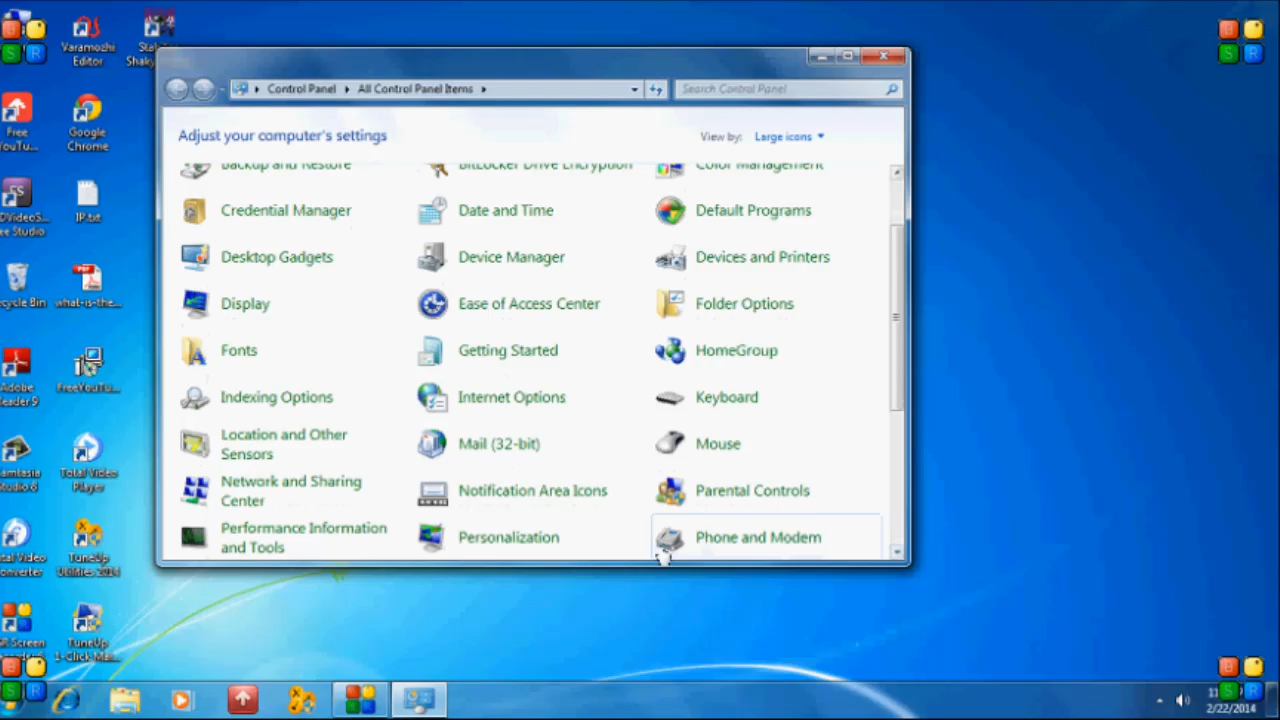 Varamozhi
Editor
Free
Google
Chrome
IP.txt
what-is-the...
Adobe
FreeYouTu...
Total Video
Player
TuneUp
Utilities 2014
TuneUp
1-Click Mai...
Control Panel
All Control Panel Items
Search Control Panel
Adjust your computer's settings
View by:
Large icons
Backup and Restore
BitLocker Drive Encryption
Color Management
Credential Manager
Date and Time
Default Programs
Desktop Gadgets
Device Manager
Devices and Printers
Display
Ease of Access Center
Folder Options
Fonts
Getting Started
HomeGroup
Indexing Options
Internet Options
Keyboard
Location and Other
Sensors
Mail (32-bit)
Mouse
Network and Sharing
Center
Notification Area Icons
Parental Controls
Performance Information
and Tools
Personalization
Phone and Modem
2/22/2014